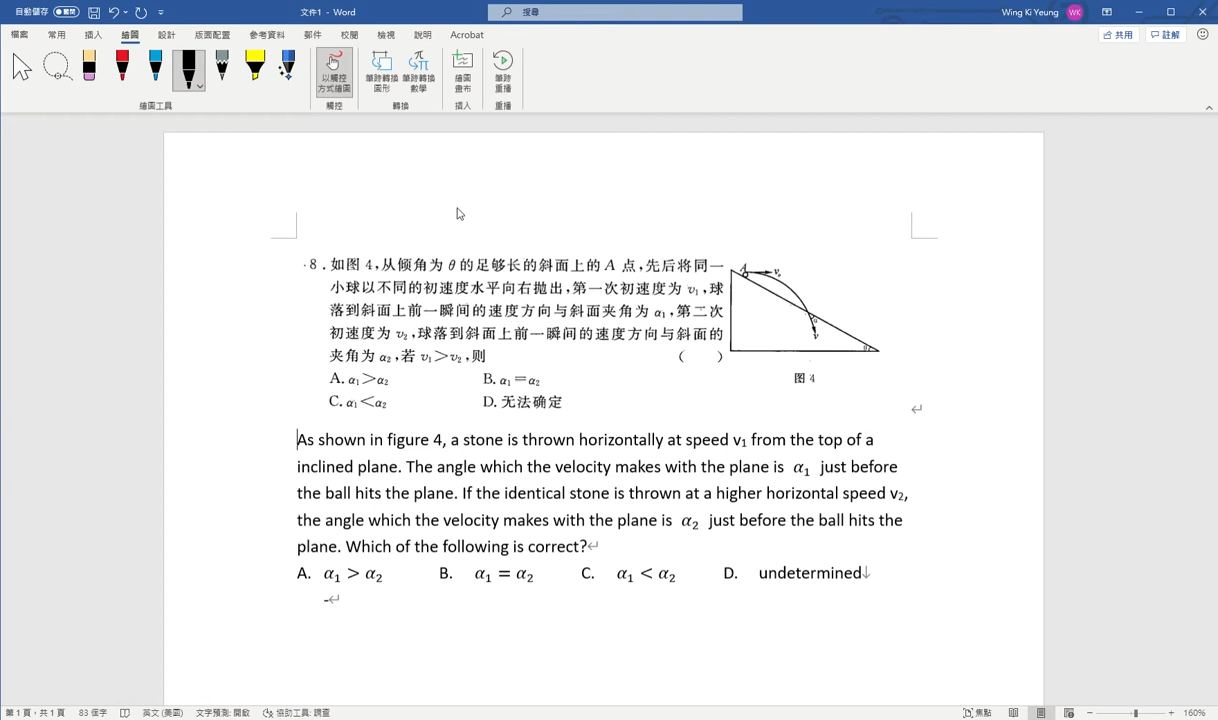 自動儲存 關閉
文件1 - Word
搜尋
Wing Ki Yeung WK
檔案 常用 插入 繪圖 設計 版面配置 參考資料 郵件 校閱 檢視 說明 Acrobat
共用 註解
以觸控方式繪圖 筆跡轉換圖形 筆跡轉換數學 繪圖畫布 筆跡重播
繪圖工具 觸控 轉換 插入 重播
8．如图 4,从倾角为 θ 的足够长的斜面上的 A 点,先后将同一
小球以不同的初速度水平向右抛出,第一次初速度为 v₁,球
落到斜面上前一瞬间的速度方向与斜面夹角为 α₁,第二次
初速度为 v₂,球落到斜面上前一瞬间的速度方向与斜面的
夹角为 α₂,若 v₁>v₂,则 （ ）
A. α₁>α₂ B. α₁=α₂
C. α₁<α₂ D. 无法确定
A v₀
α
v
θ
图 4
As shown in figure 4, a stone is thrown horizontally at speed v₁ from the top of a
inclined plane. The angle which the velocity makes with the plane is α₁ just before
the ball hits the plane. If the identical stone is thrown at a higher horizontal speed v₂,
the angle which the velocity makes with the plane is α₂ just before the ball hits the
plane. Which of the following is correct?
A. α₁ > α₂ B. α₁ = α₂ C. α₁ < α₂ D. undetermined
-
第 1 頁，共 1 頁 83 個字 英文 (美國) 文字預測: 開啟 協助工具: 調查 焦點 160%